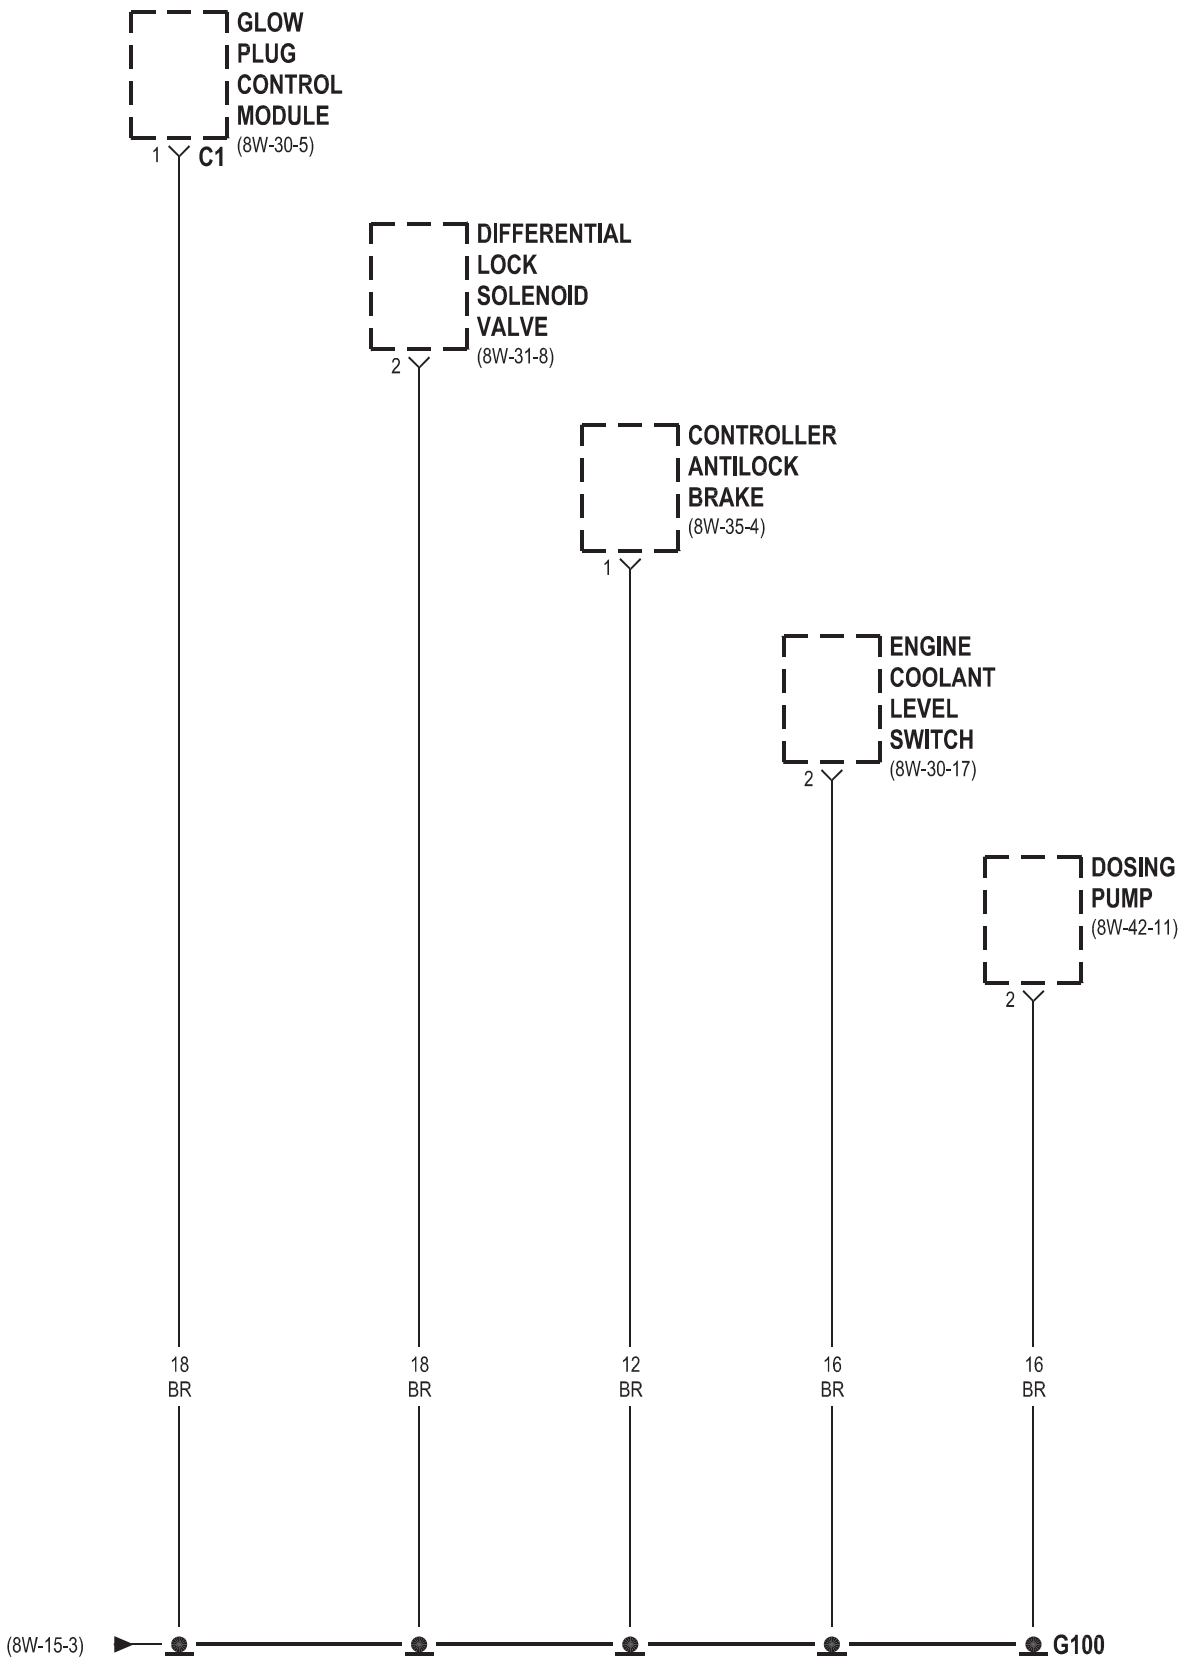 GLOW
PLUG
CONTROL
MODULE
(8W-30-5)
1
C1
DIFFERENTIAL
LOCK
SOLENOID
VALVE
(8W-31-8)
2
CONTROLLER
ANTILOCK
BRAKE
(8W-35-4)
1
ENGINE
COOLANT
LEVEL
SWITCH
(8W-30-17)
2
DOSING
PUMP
(8W-42-11)
2
18
BR
18
BR
12
BR
16
BR
16
BR
(8W-15-3)
G100